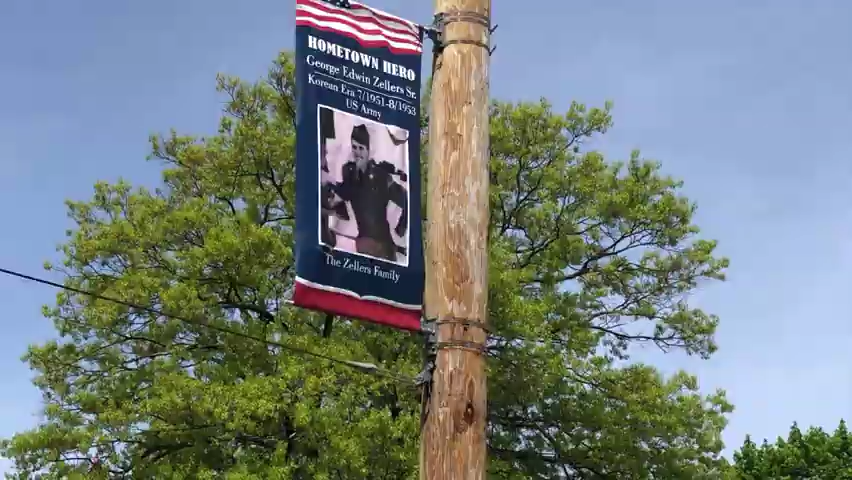 HOMETOWN HERO
George Edwin Zellers Sr.
Korean Era 7/1951-8/1953
US Army
The Zellers Family